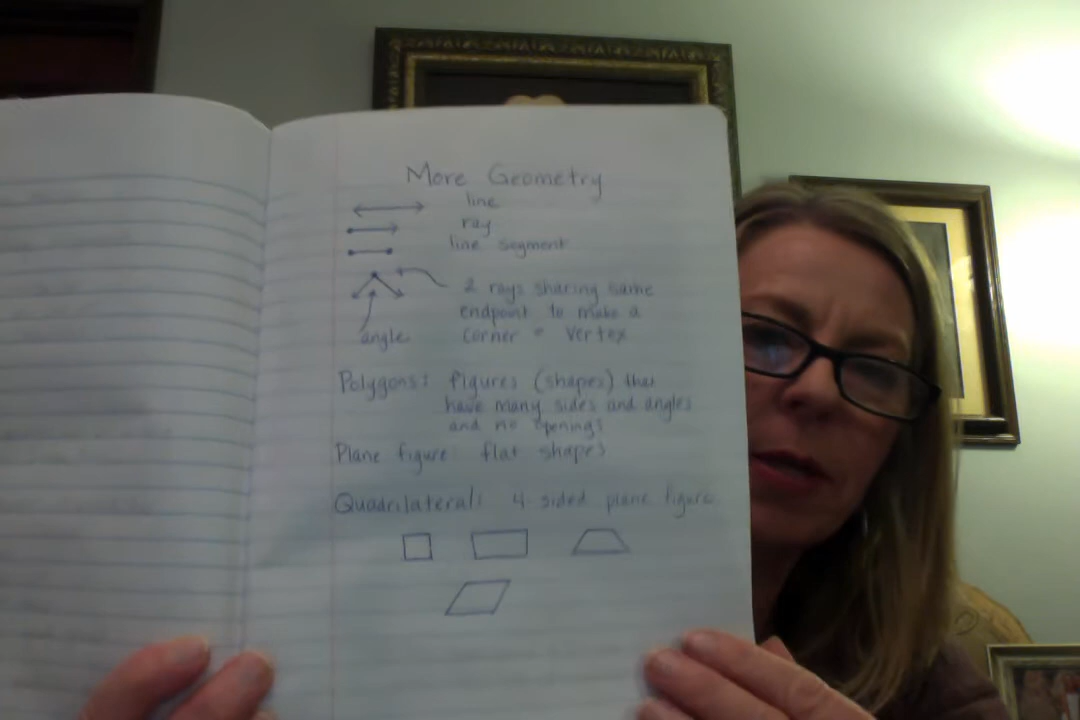 More Geometry
line
ray
line segment
2 rays sharing same
endpoint to make a
corner = vertex
angle
Polygons: figures (shapes) that
have many sides and angles
and no openings
Plane figure: flat shapes
Quadrilateral: 4 sided plane figure